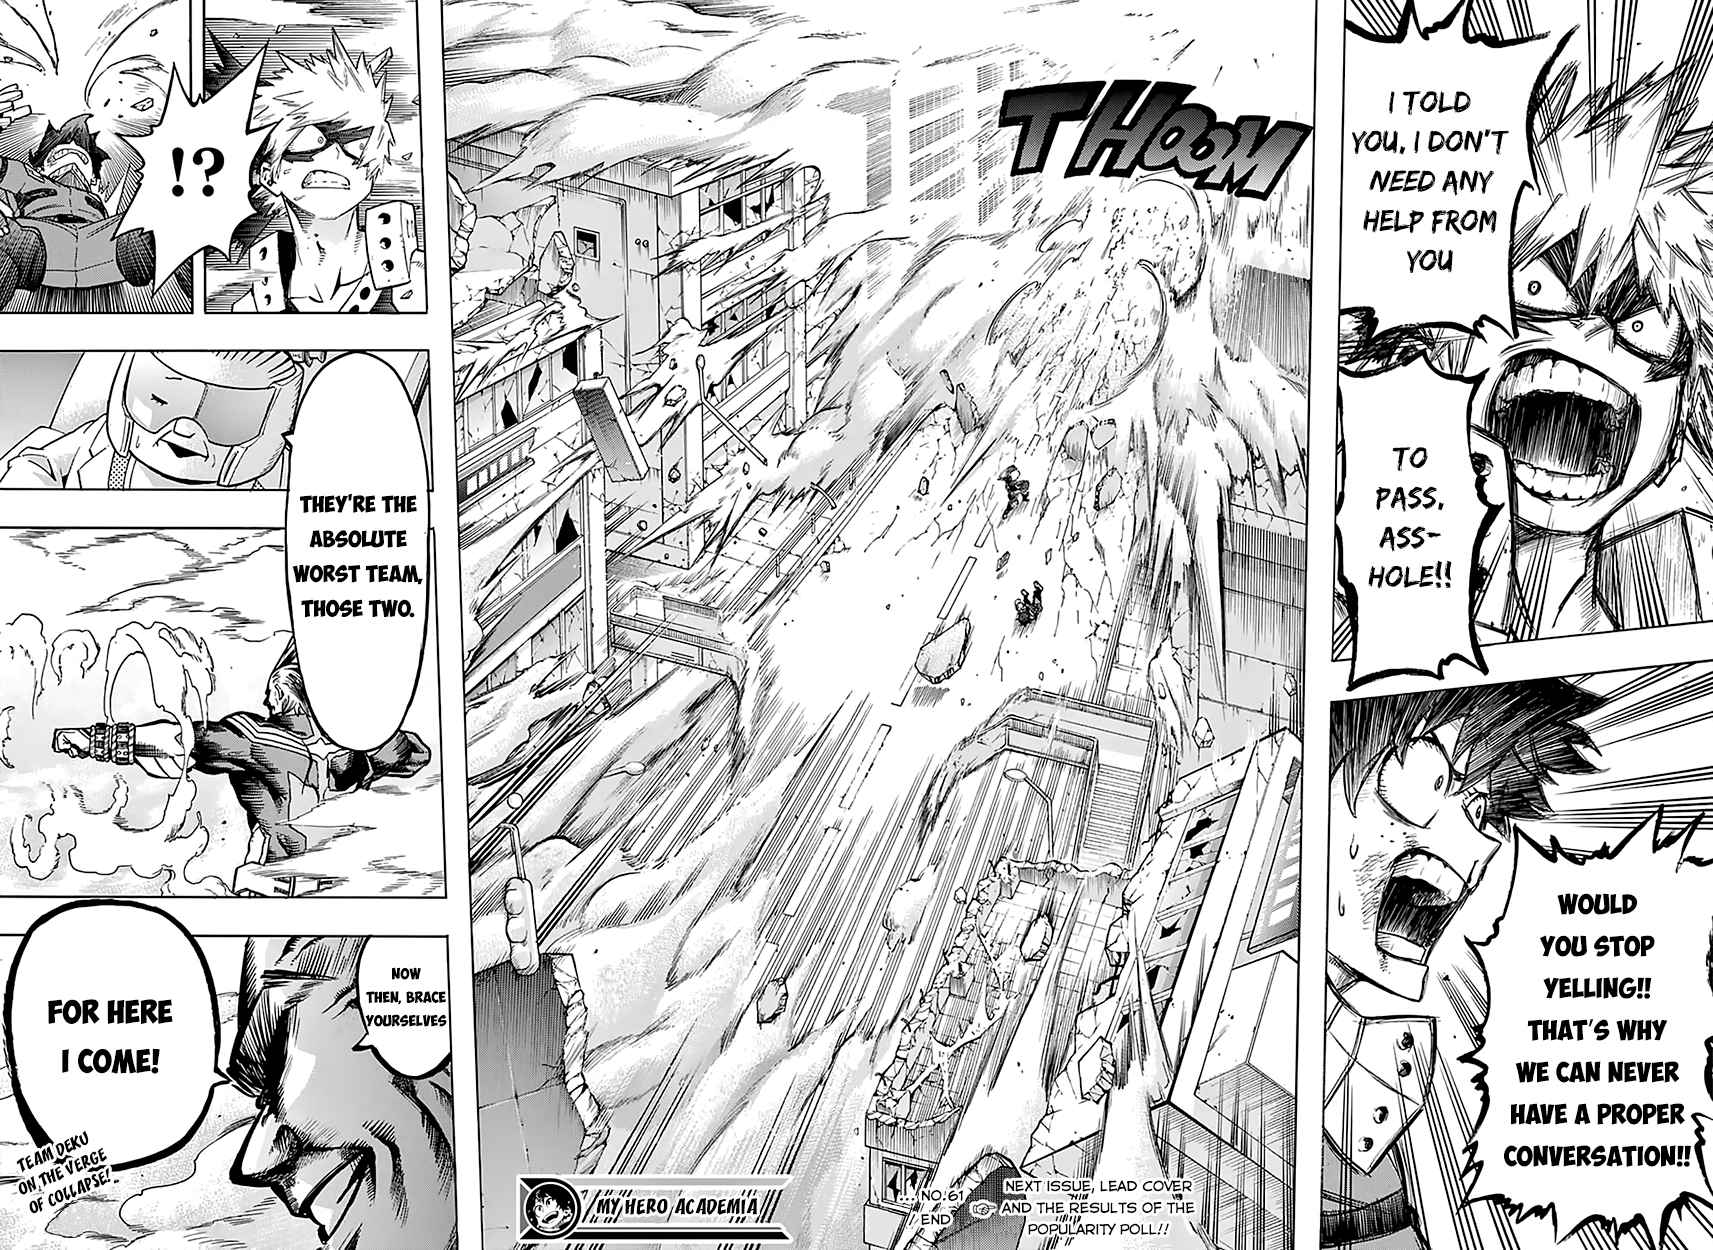 I TOLD
YOU, I DON'T
NEED ANY
HELP FROM
YOU
TO
PASS,
ASS-
HOLE!!
WOULD
YOU STOP
YELLING!!
THAT'S WHY
WE CAN NEVER
HAVE A PROPER
CONVERSATION!!
THOOM
!?
THEY'RE THE
ABSOLUTE
WORST TEAM,
THOSE TWO.
NOW
THEN, BRACE
YOURSELVES
FOR HERE
I COME!
TEAM DEKU
ON THE VERGE
OF COLLAPSE!..
MY HERO ACADEMIA
.... NO.61
END
NEXT ISSUE, LEAD COVER
AND THE RESULTS OF THE
POPULARITY POLL!!